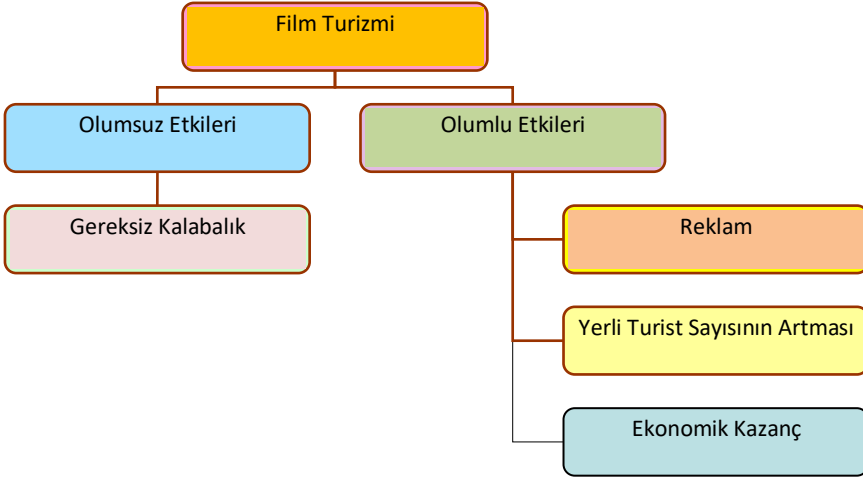 Film Turizmi
Olumsuz Etkileri
Olumlu Etkileri
Gereksiz Kalabalık
Reklam
Yerli Turist Sayısının Artması
Ekonomik Kazanç